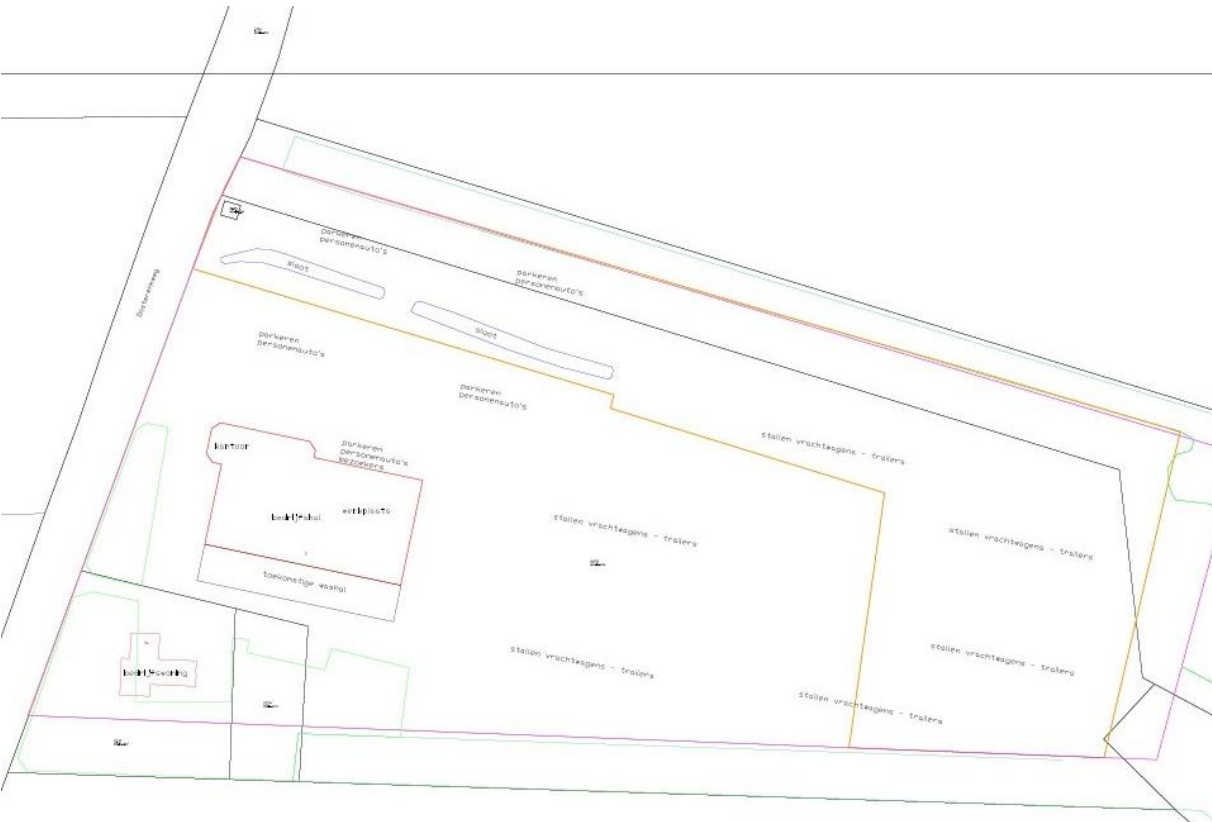 parkeren
personenauto's
parkeren
personenauto's
sloot
sloot
parkeren
personenauto's
parkeren
personenauto's
stallen vrachtwagens - trailers
kantoor
parkeren
personenauto's
bezoekers
werkplaats
bedrijfshal
stallen vrachtwagens - trailers
stallen vrachtwagens - trailers
toekomstige washal
bedrijfswoning
stallen vrachtwagens - trailers
stallen vrachtwagens - trailers
stallen vrachtwagens - trailers